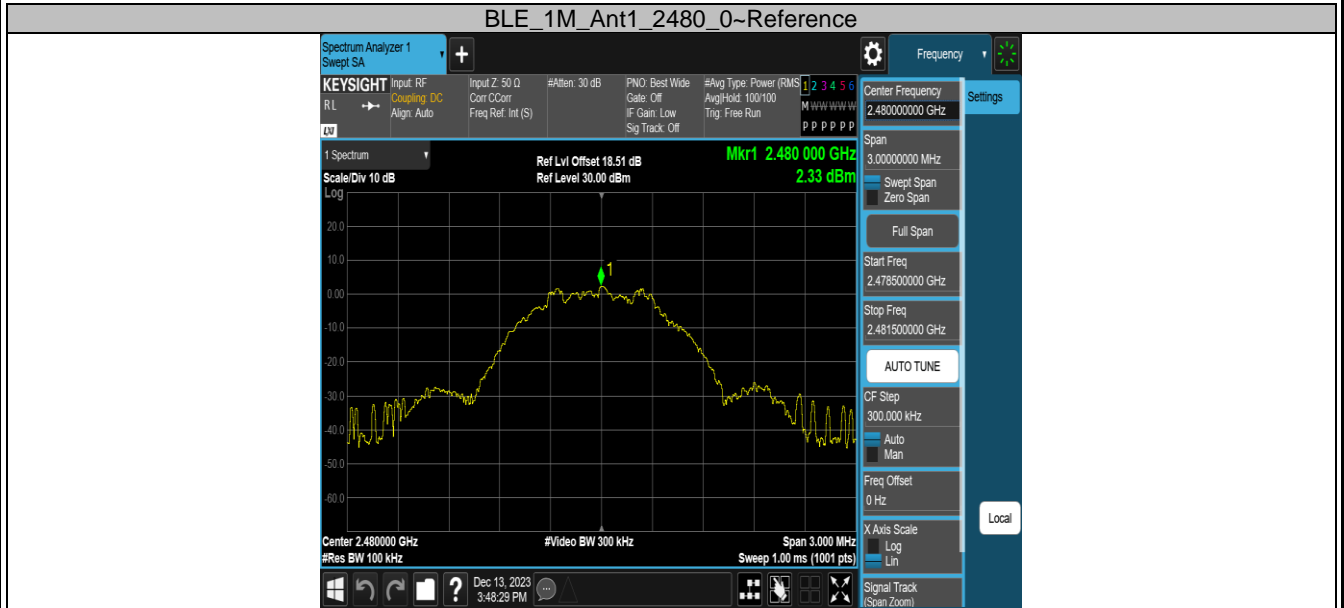 BLE_1M_Ant1_2480_0~Reference
Spectrum Analyzer 1
Swept SA
+
Frequency
KEYSIGHT
Input: RF
Coupling: DC
Align: Auto
Input Z: 50 Ω
Corr CCorr
Freq Ref: Int (S)
#Atten: 30 dB
PNO: Best Wide
Gate: Off
IF Gain: Low
Sig Track: Off
#Avg Type: Power (RMS
Avg|Hold: 100/100
Trig: Free Run
1 2 3 4 5 6
M W W W W W
P P P P P P
R L
LXI
1 Spectrum
Scale/Div 10 dB
Log
Ref Lvl Offset 18.51 dB
Ref Level 30.00 dBm
Mkr1 2.480 000 GHz
2.33 dBm
20.0
10.0
0.00
-10.0
-20.0
-30.0
-40.0
-50.0
-60.0
1
Center 2.480000 GHz
#Res BW 100 kHz
#Video BW 300 kHz
Span 3.000 MHz
Sweep 1.00 ms (1001 pts)
Center Frequency
2.480000000 GHz
Settings
Span
3.00000000 MHz
Swept Span
Zero Span
Full Span
Start Freq
2.478500000 GHz
Stop Freq
2.481500000 GHz
AUTO TUNE
CF Step
300.000 kHz
Auto
Man
Freq Offset
0 Hz
X Axis Scale
Log
Lin
Local
Signal Track
(Span Zoom)
?
Dec 13, 2023
3:48:29 PM